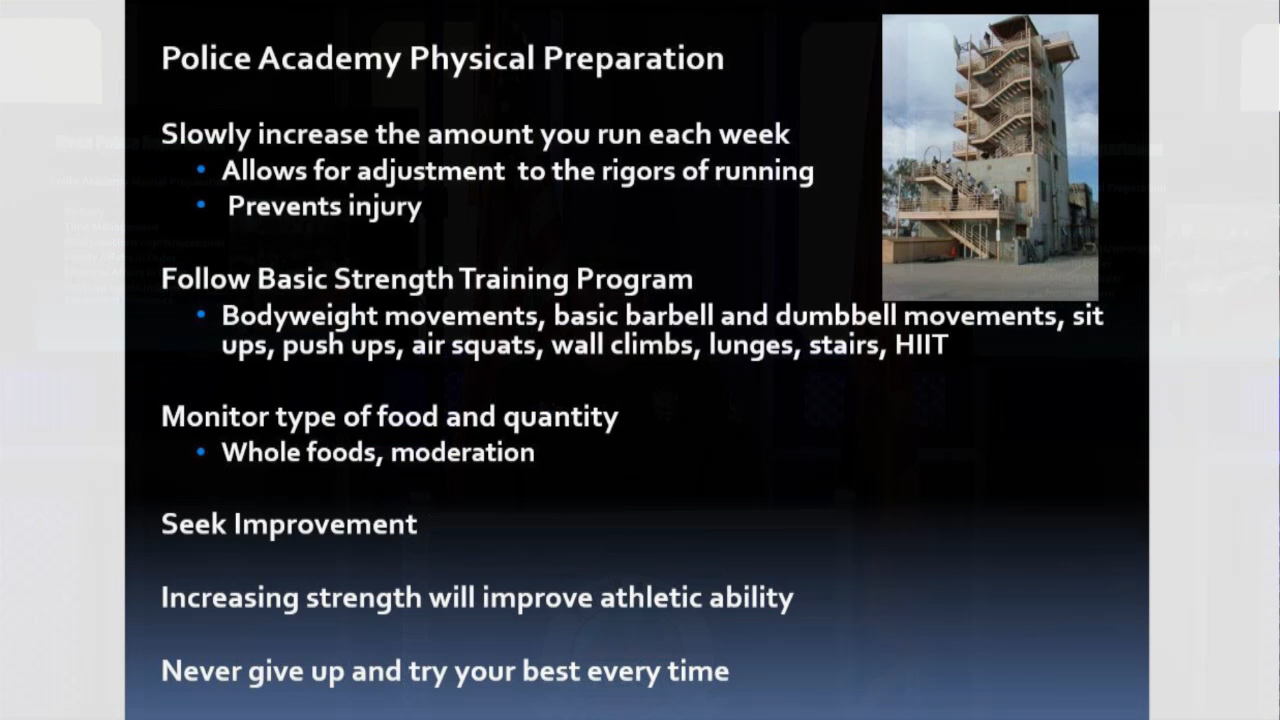 Police Academy Physical Preparation
Slowly increase the amount you run each week
• Allows for adjustment to the rigors of running
• Prevents injury
Follow Basic Strength Training Program
• Bodyweight movements, basic barbell and dumbbell movements, sit
ups, push ups, air squats, wall climbs, lunges, stairs, HIIT
Monitor type of food and quantity
• Whole foods, moderation
Seek Improvement
Increasing strength will improve athletic ability
Never give up and try your best every time